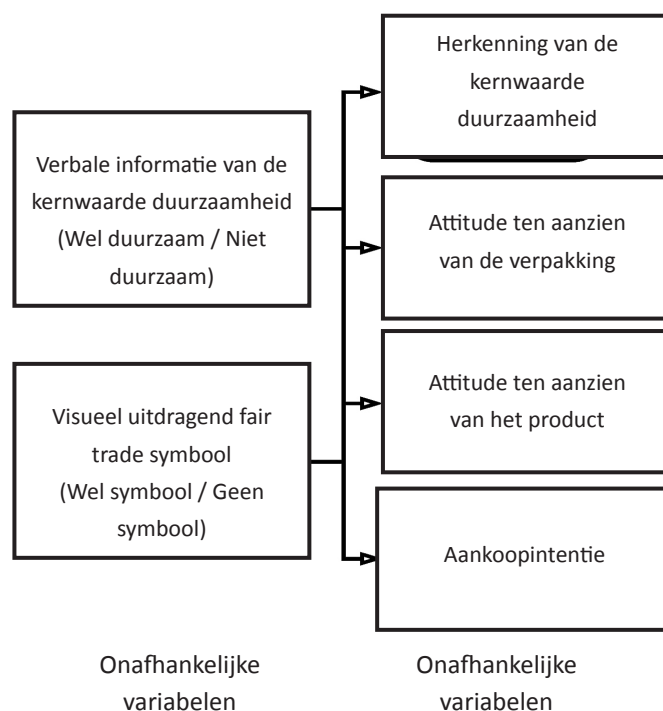 Verbale informatie van de
kernwaarde duurzaamheid
(Wel duurzaam / Niet
duurzaam)
Visueel uitdragend fair
trade symbool
(Wel symbool / Geen
symbool)
Onafhankelijke
variabelen
Herkenning van de
kernwaarde
duurzaamheid
Attitude ten aanzien
van de verpakking
Attitude ten aanzien
van het product
Aankoopintentie
Onafhankelijke
variabelen